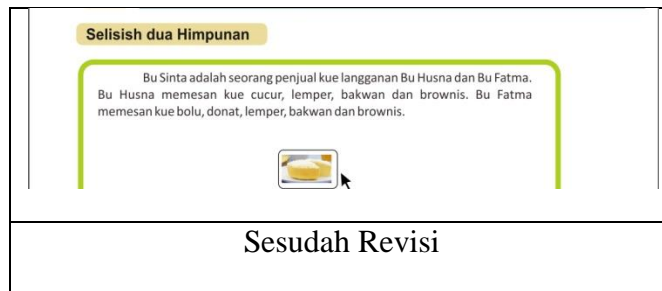 Selisish dua Himpunan
Bu Sinta adalah seorang penjual kue langganan Bu Husna dan Bu Fatma.
Bu Husna memesan kue cucur, lemper, bakwan dan brownis. Bu Fatma
memesan kue bolu, donat, lemper, bakwan dan brownis.
Sesudah Revisi